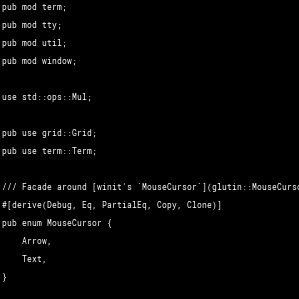 pub mod term;
pub mod tty;
pub mod util;
pub mod window;
use std::ops::Mul;
pub use grid::Grid;
pub use term::Term;
/// Facade around [winit's `MouseCursor`](glutin::MouseCurso
#[derive(Debug, Eq, PartialEq, Copy, Clone)]
pub enum MouseCursor {
    Arrow,
    Text,
}